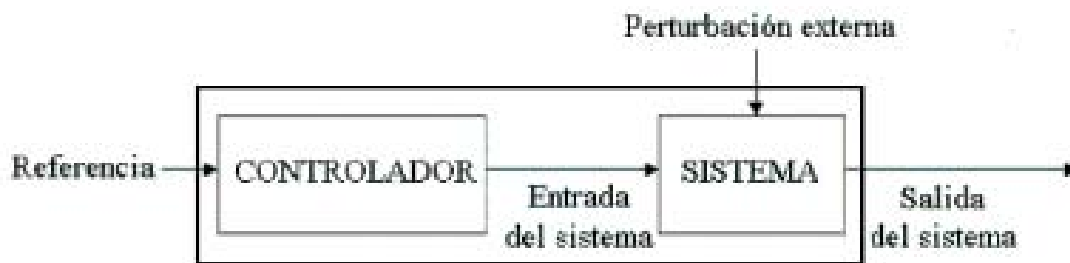 Perturbación externa
Referencia
CONTROLADOR
Entrada
del sistema
SISTEMA
Salida
del sistema